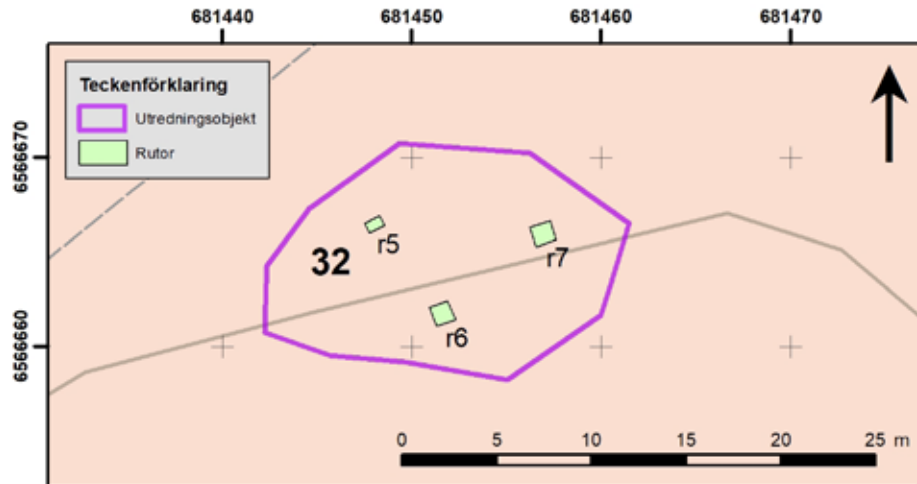 681440 681450 681460 681470
Teckenförklaring
Utredningsobjekt
Rutor
6566670
6566660
32
r5
r7
r6
0 5 10 15 20 25 m